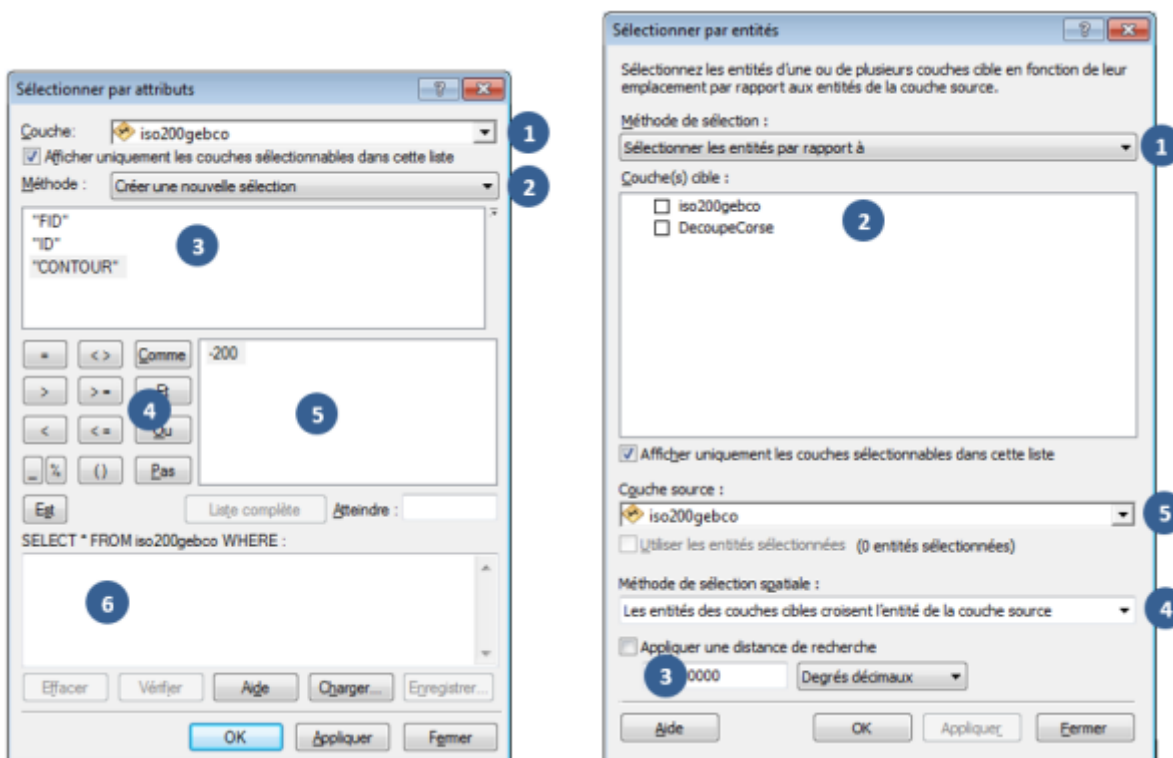 Sélectionner par attributs
Couche: iso200gebco
1
Afficher uniquement les couches sélectionnables dans cette liste
Méthode : Créer une nouvelle sélection
2
"FID"
"ID"
"CONTOUR"
3
= < > Comme
> > = Et
< < = Ou
_ % () Pas
4
-200
5
Est
Liste complète
Atteindre :
SELECT * FROM iso200gebco WHERE :
6
Effacer Vérifier Aide Charger... Enregistrer...
OK Appliquer Fermer
Sélectionner par entités
Sélectionnez les entités d'une ou de plusieurs couches cible en fonction de leur
emplacement par rapport aux entités de la couche source.
Méthode de sélection :
Sélectionner les entités par rapport à
1
Couche(s) cible :
iso200gebco
DecoupeCorse
2
Afficher uniquement les couches sélectionnables dans cette liste
Couche source :
iso200gebco
5
Utiliser les entités sélectionnées (0 entités sélectionnées)
Méthode de sélection spatiale :
Les entités des couches cibles croisent l'entité de la couche source
4
Appliquer une distance de recherche
3
Degrés décimaux
Aide OK Appliquer Fermer